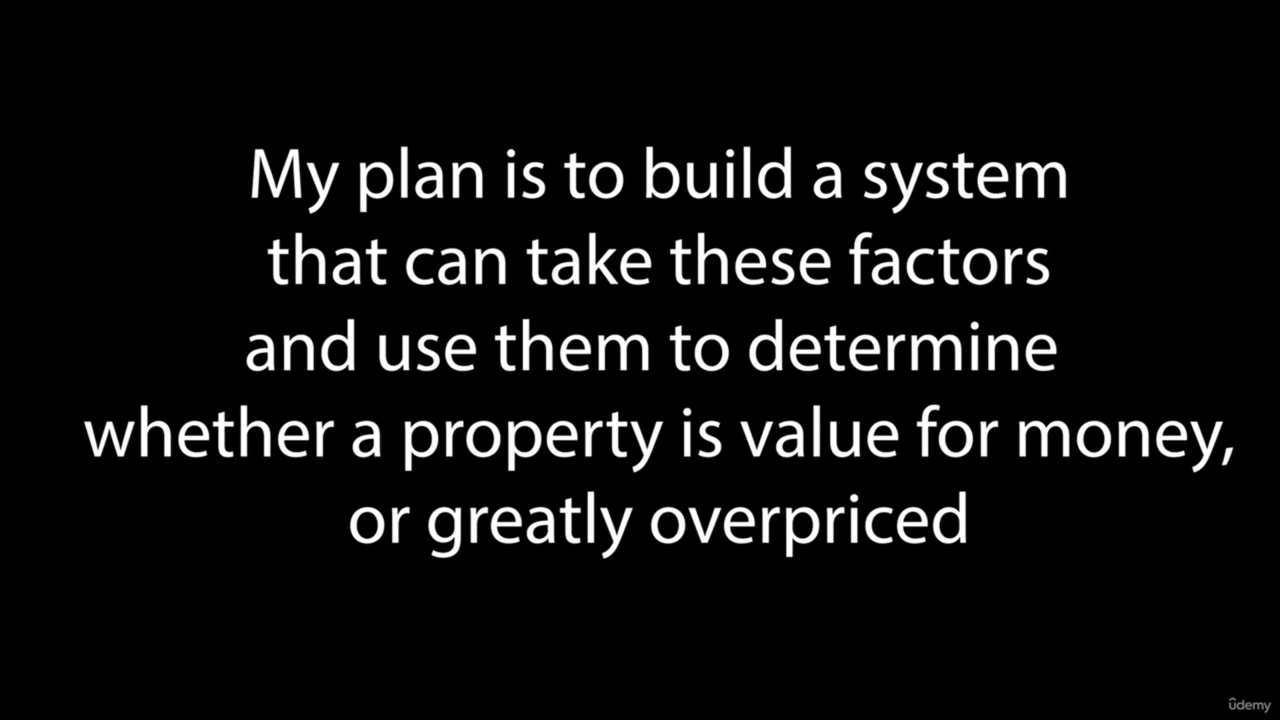 My plan is to build a system
that can take these factors
and use them to determine
whether a property is value for money,
or greatly overpriced
ûdemy